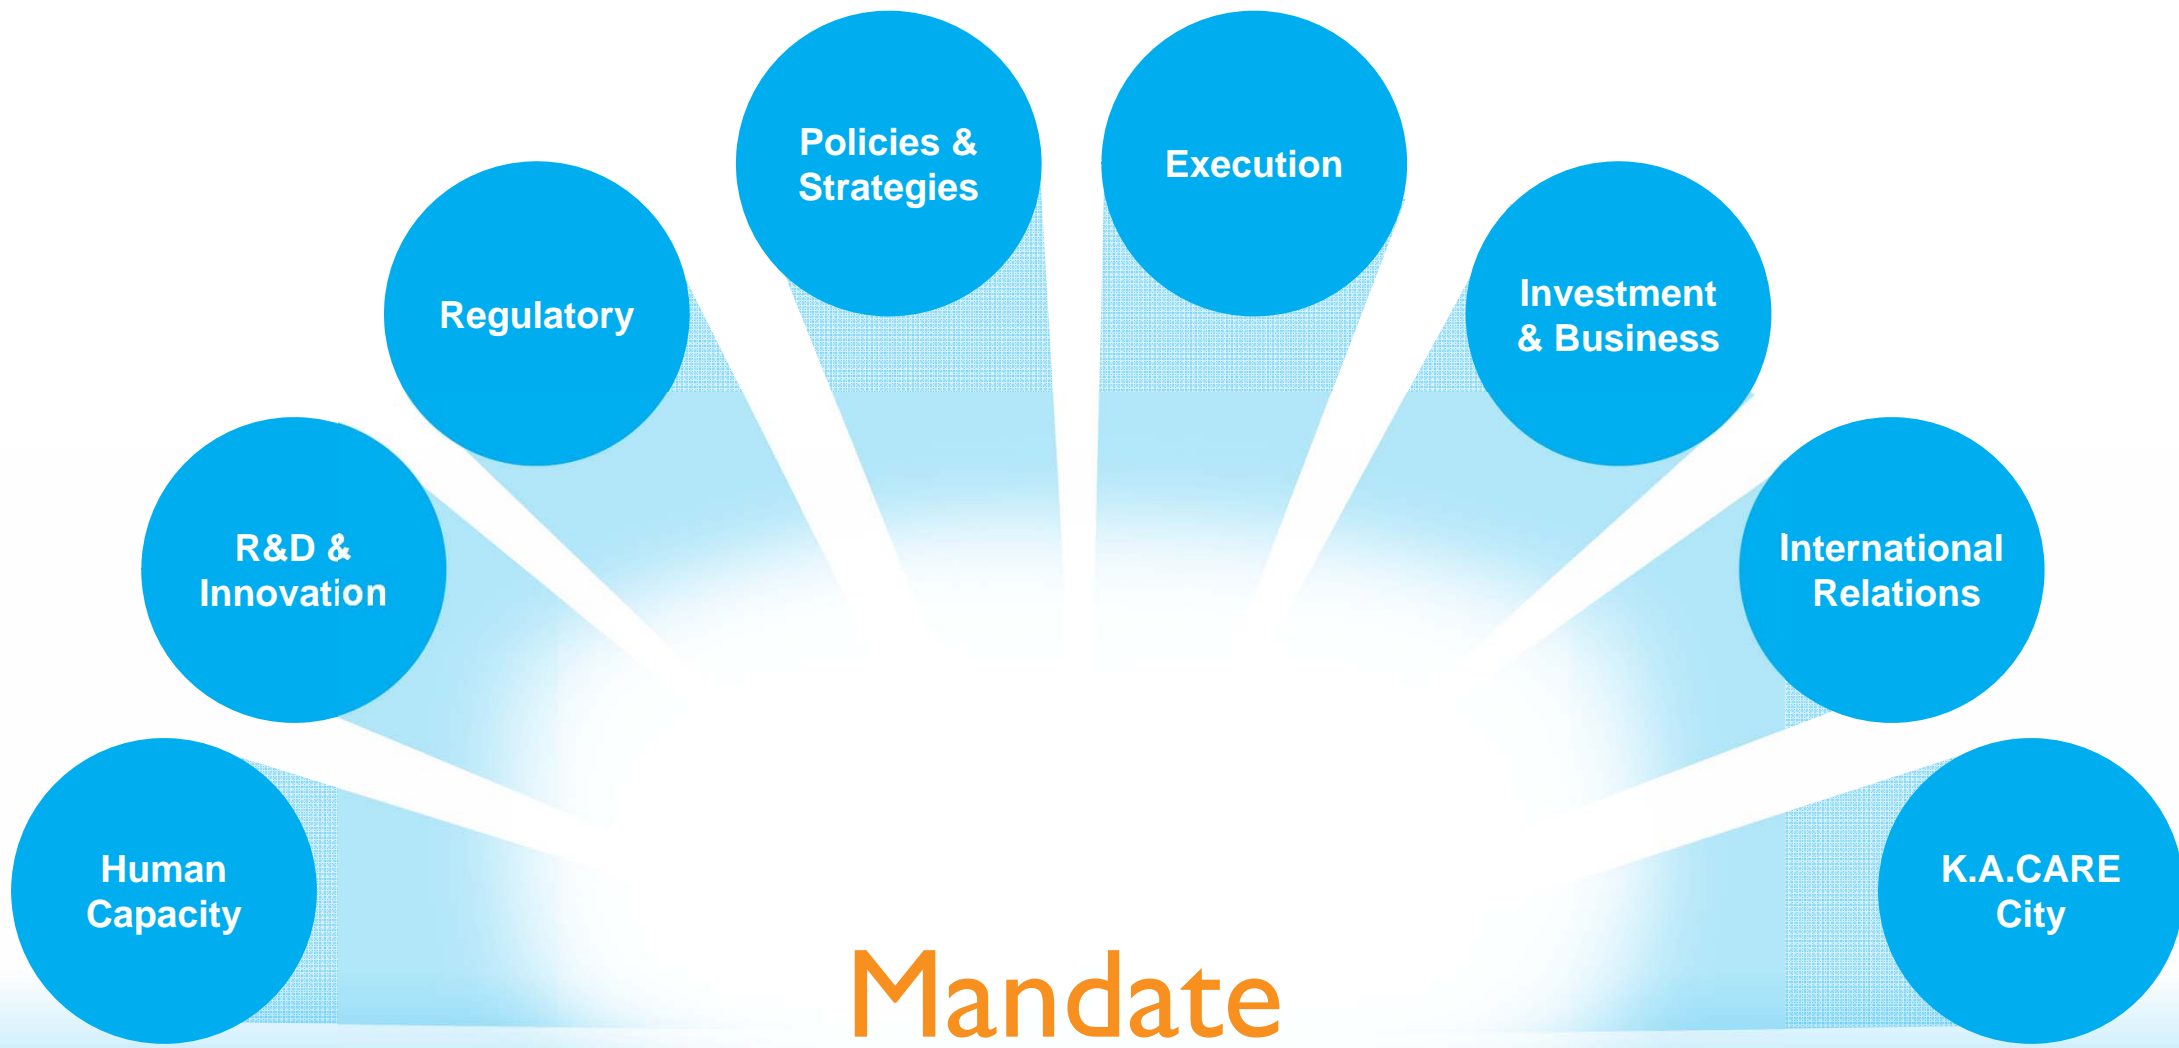 Policies &
Strategies
Execution
Regulatory
Investment
& Business
R&D &
Innovation
International
Relations
Human
Capacity
K.A.CARE
City
Mandate